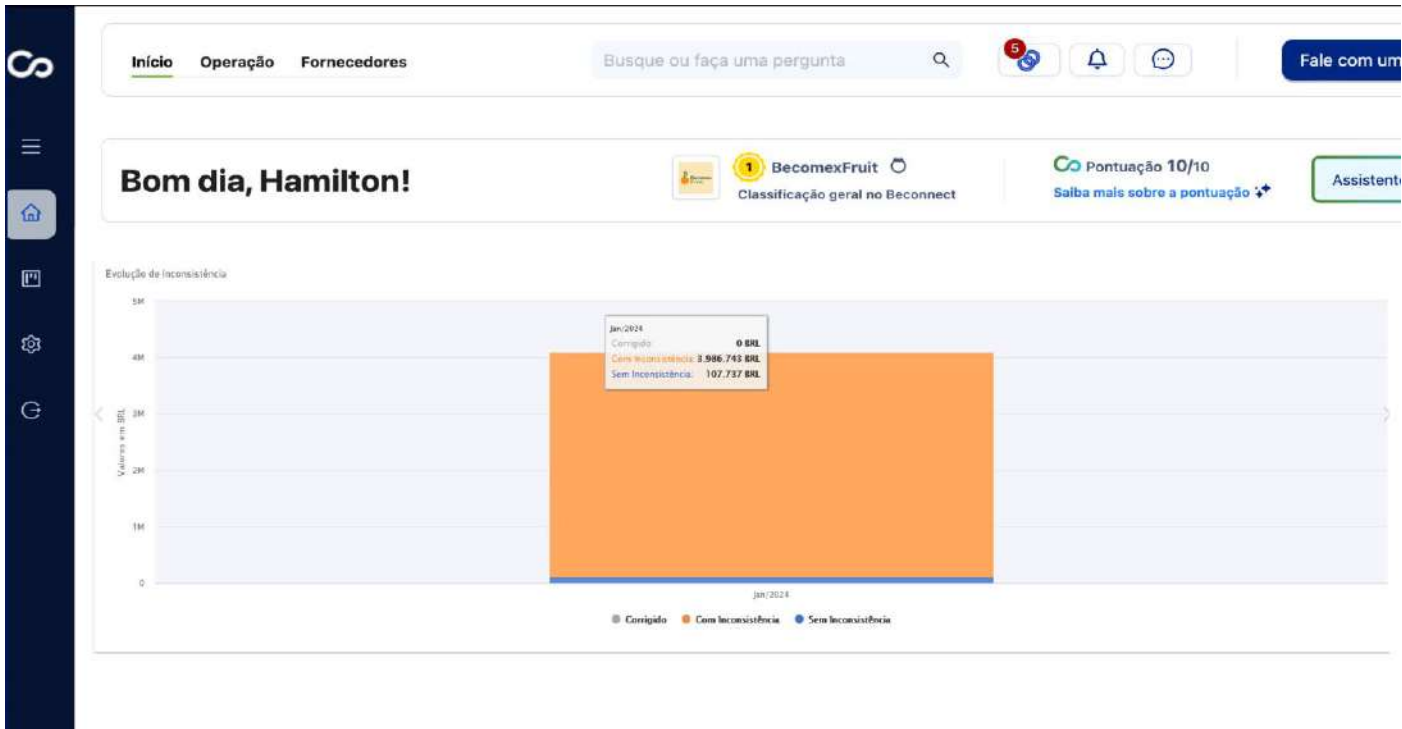 Início Operação Fornecedores
Busque ou faça uma pergunta
5
Fale com um
Bom dia, Hamilton!
1 BecomexFruit
Classificação geral no Beconnect
Pontuação 10/10
Saiba mais sobre a pontuação
Assistente
Evolução de Inconsistência
5M
4M
3M
2M
1M
0
Valores em BRL
Jan/2024
Corrigido: 0 BRL
Com Inconsistência: 3.986.743 BRL
Sem Inconsistência: 107.737 BRL
Jan/2024
Corrigido Com Inconsistência Sem Inconsistência